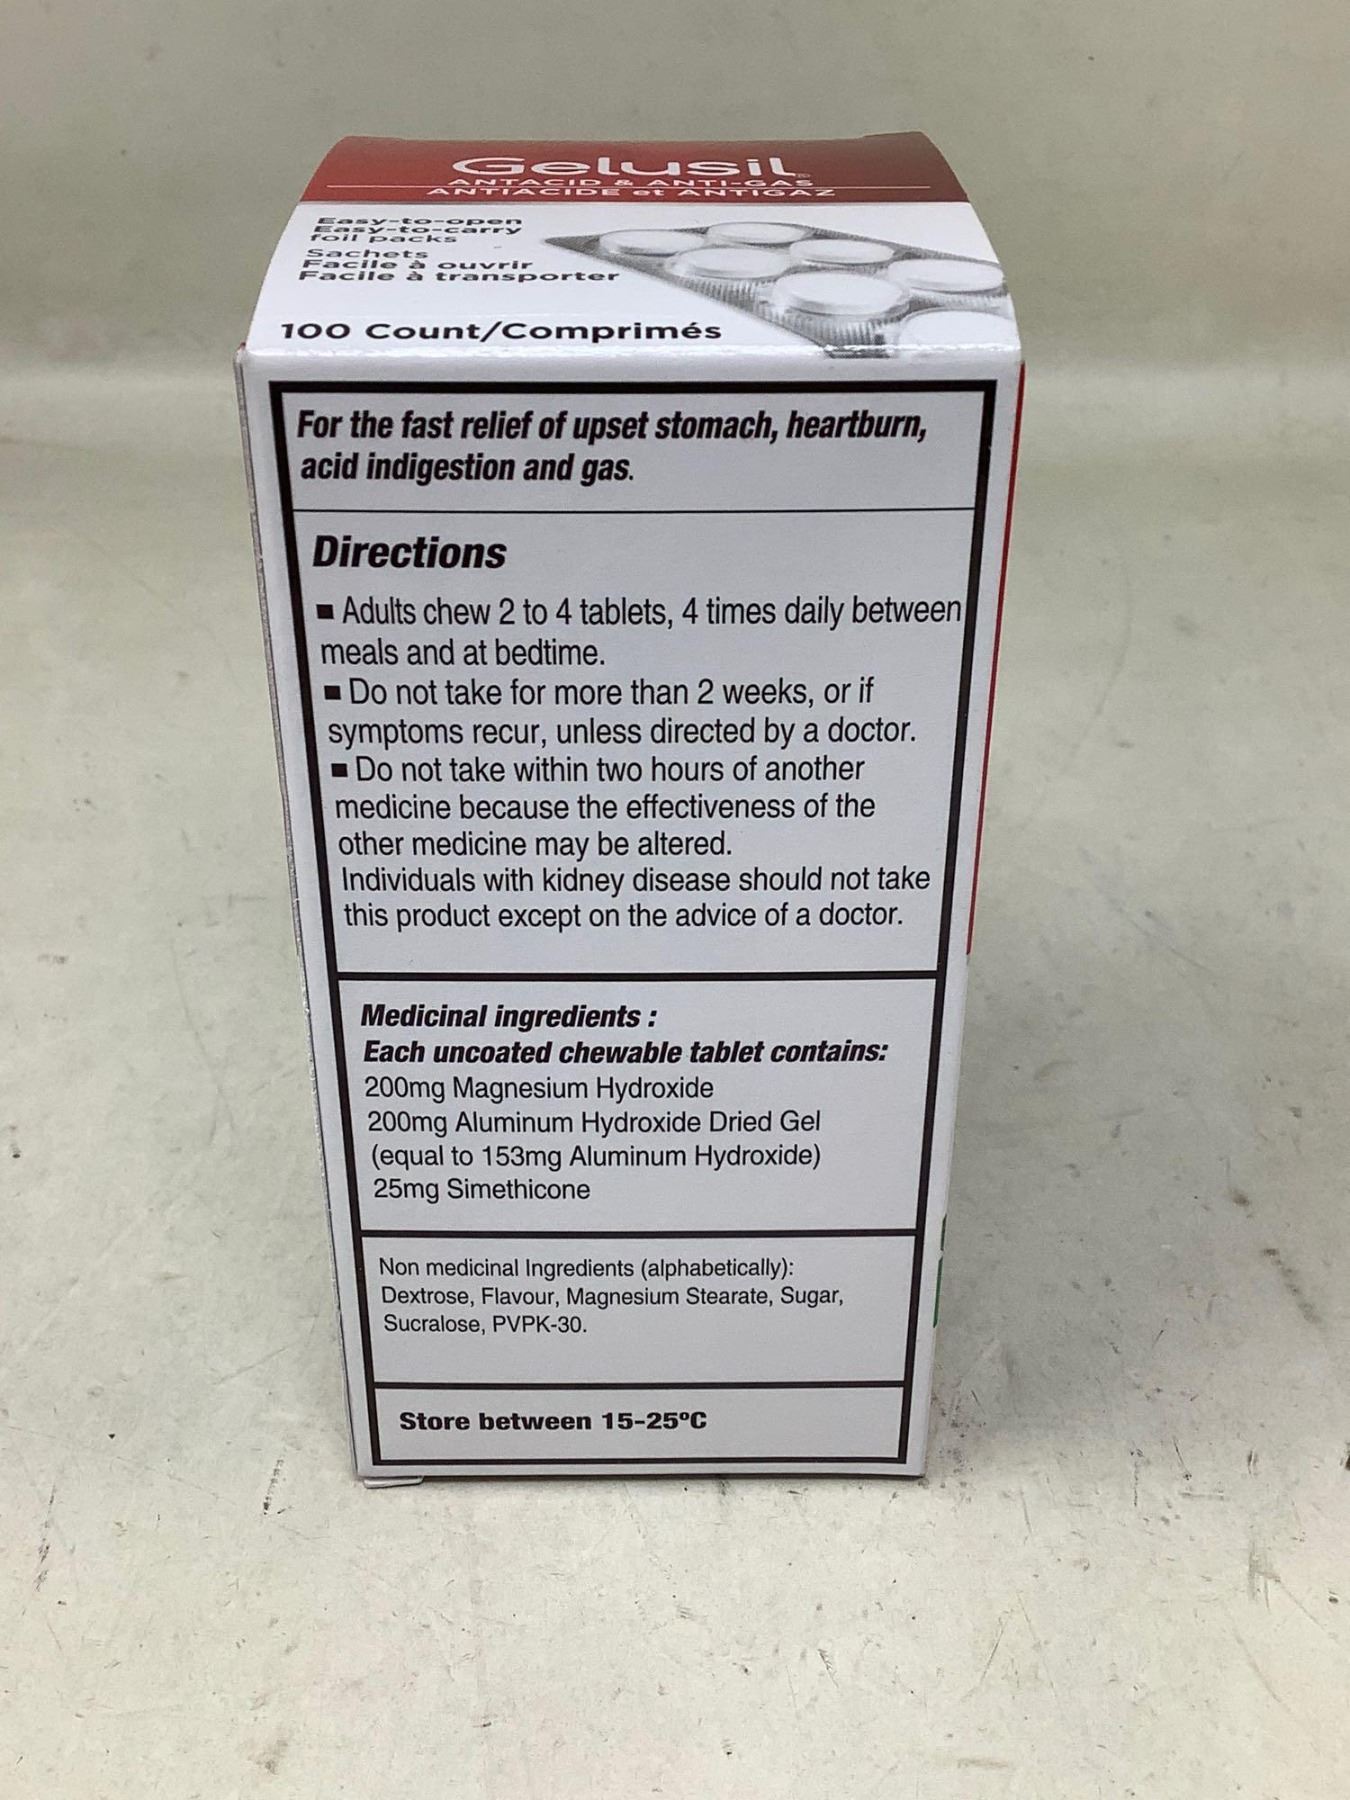 Gelusil
ANTACID & ANTI-GAS
ANTIACIDE et ANTIGAZ
Easy-to-open
Easy-to-carry
foil packs
Sachets
Facile à ouvrir
Facile à transporter
100 Count/Comprimés
For the fast relief of upset stomach, heartburn,
acid indigestion and gas.
Directions
▪ Adults chew 2 to 4 tablets, 4 times daily between
meals and at bedtime.
▪ Do not take for more than 2 weeks, or if
symptoms recur, unless directed by a doctor.
▪ Do not take within two hours of another
medicine because the effectiveness of the
other medicine may be altered.
Individuals with kidney disease should not take
this product except on the advice of a doctor.
Medicinal ingredients :
Each uncoated chewable tablet contains:
200mg Magnesium Hydroxide
200mg Aluminum Hydroxide Dried Gel
(equal to 153mg Aluminum Hydroxide)
25mg Simethicone
Non medicinal Ingredients (alphabetically):
Dextrose, Flavour, Magnesium Stearate, Sugar,
Sucralose, PVPK-30.
Store between 15-25ºC